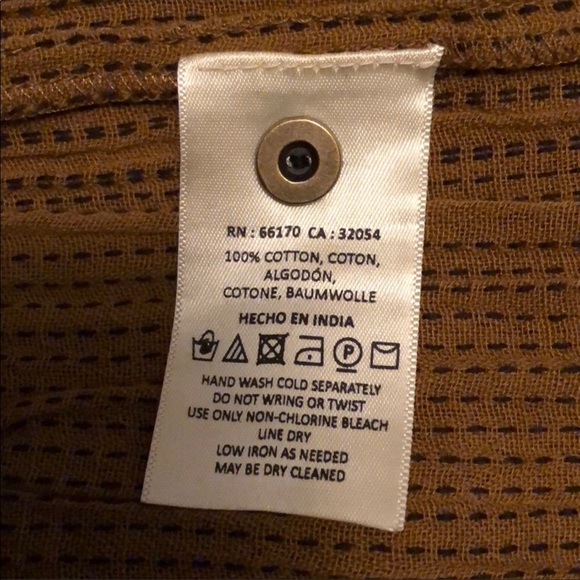 RN : 66170 CA : 32054
100% COTTON, COTON,
ALGODÓN,
COTONE, BAUMWOLLE
HECHO EN INDIA
P
HAND WASH COLD SEPARATELY
DO NOT WRING OR TWIST
USE ONLY NON-CHLORINE BLEACH
LINE DRY
LOW IRON AS NEEDED
MAY BE DRY CLEANED